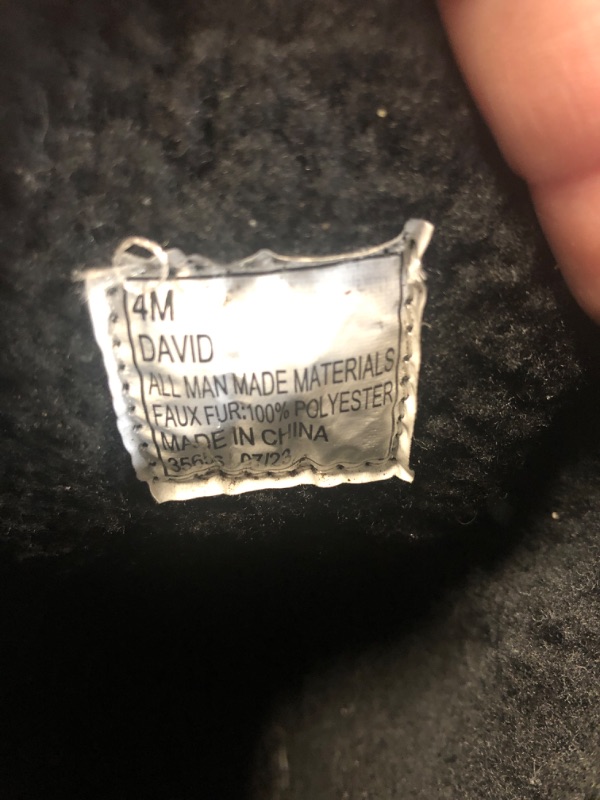 4M
DAVID
ALL MAN MADE MATERIALS
FAUX FUR:100% POLYESTER
MADE IN CHINA